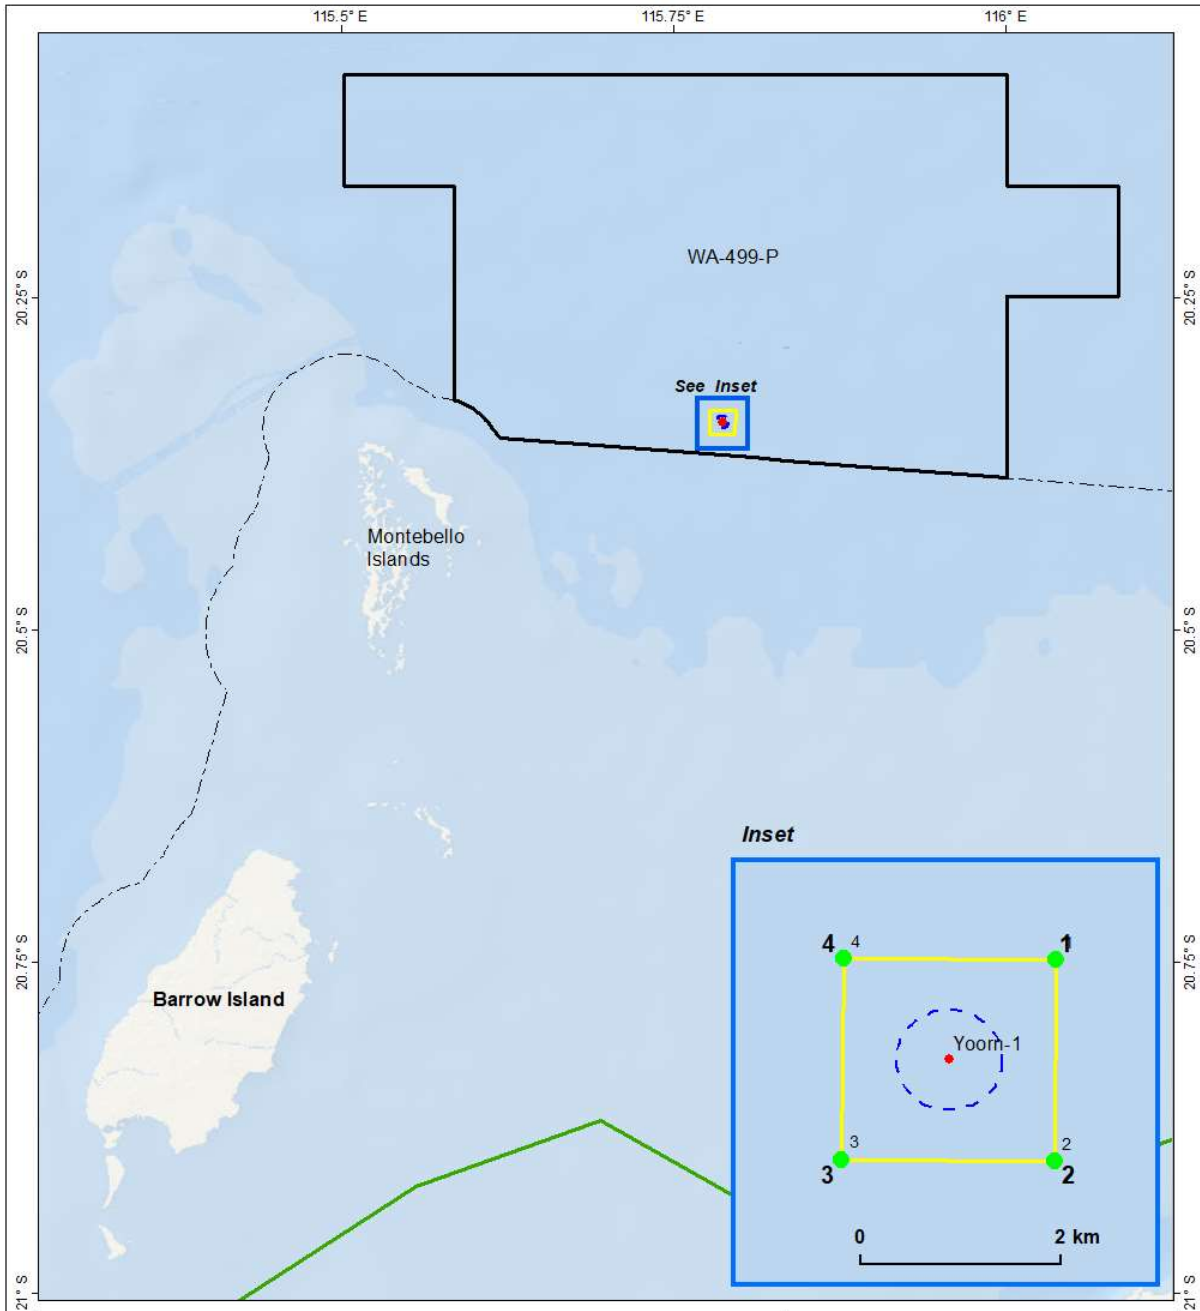 115.5° E
115.75° E
116° E
WA-499-P
20.25° S
20.25° S
See Inset
Montebello
Islands
20.5° S
20.5° S
Inset
20.75° S
20.75° S
4
4
1
Barrow Island
Yoorn-1
3
2
3
2
0
2 km
21° S
21° S